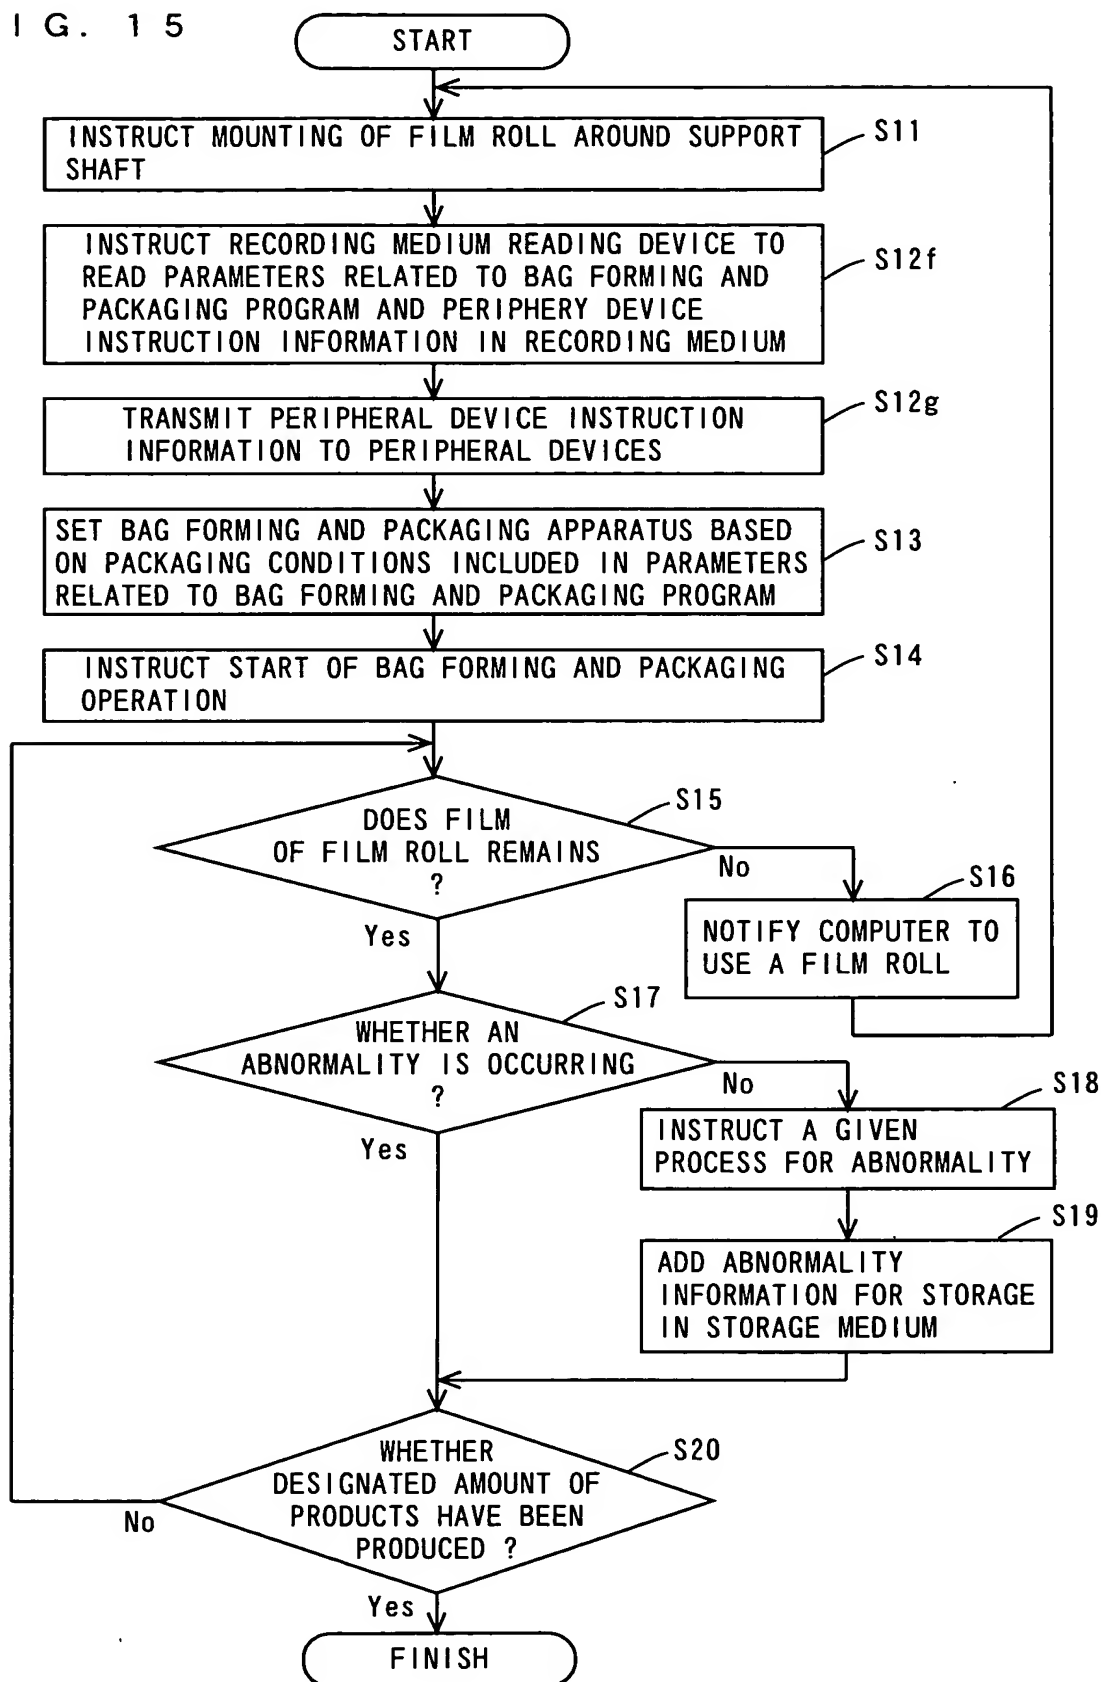 IG. 15
START
INSTRUCT MOUNTING OF FILM ROLL AROUND SUPPORT
SHAFT
S11
INSTRUCT RECORDING MEDIUM READING DEVICE TO
READ PARAMETERS RELATED TO BAG FORMING AND
PACKAGING PROGRAM AND PERIPHERY DEVICE
INSTRUCTION INFORMATION IN RECORDING MEDIUM
S12f
TRANSMIT PERIPHERAL DEVICE INSTRUCTION
INFORMATION TO PERIPHERAL DEVICES
S12g
SET BAG FORMING AND PACKAGING APPARATUS BASED
ON PACKAGING CONDITIONS INCLUDED IN PARAMETERS
RELATED TO BAG FORMING AND PACKAGING PROGRAM
S13
INSTRUCT START OF BAG FORMING AND PACKAGING
OPERATION
S14
DOES FILM
OF FILM ROLL REMAINS
?
S15
No
Yes
S16
NOTIFY COMPUTER TO
USE A FILM ROLL
WHETHER AN
ABNORMALITY IS OCCURRING
?
S17
No
Yes
S18
INSTRUCT A GIVEN
PROCESS FOR ABNORMALITY
S19
ADD ABNORMALITY
INFORMATION FOR STORAGE
IN STORAGE MEDIUM
WHETHER
DESIGNATED AMOUNT OF
PRODUCTS HAVE BEEN
PRODUCED ?
S20
No
Yes
FINISH